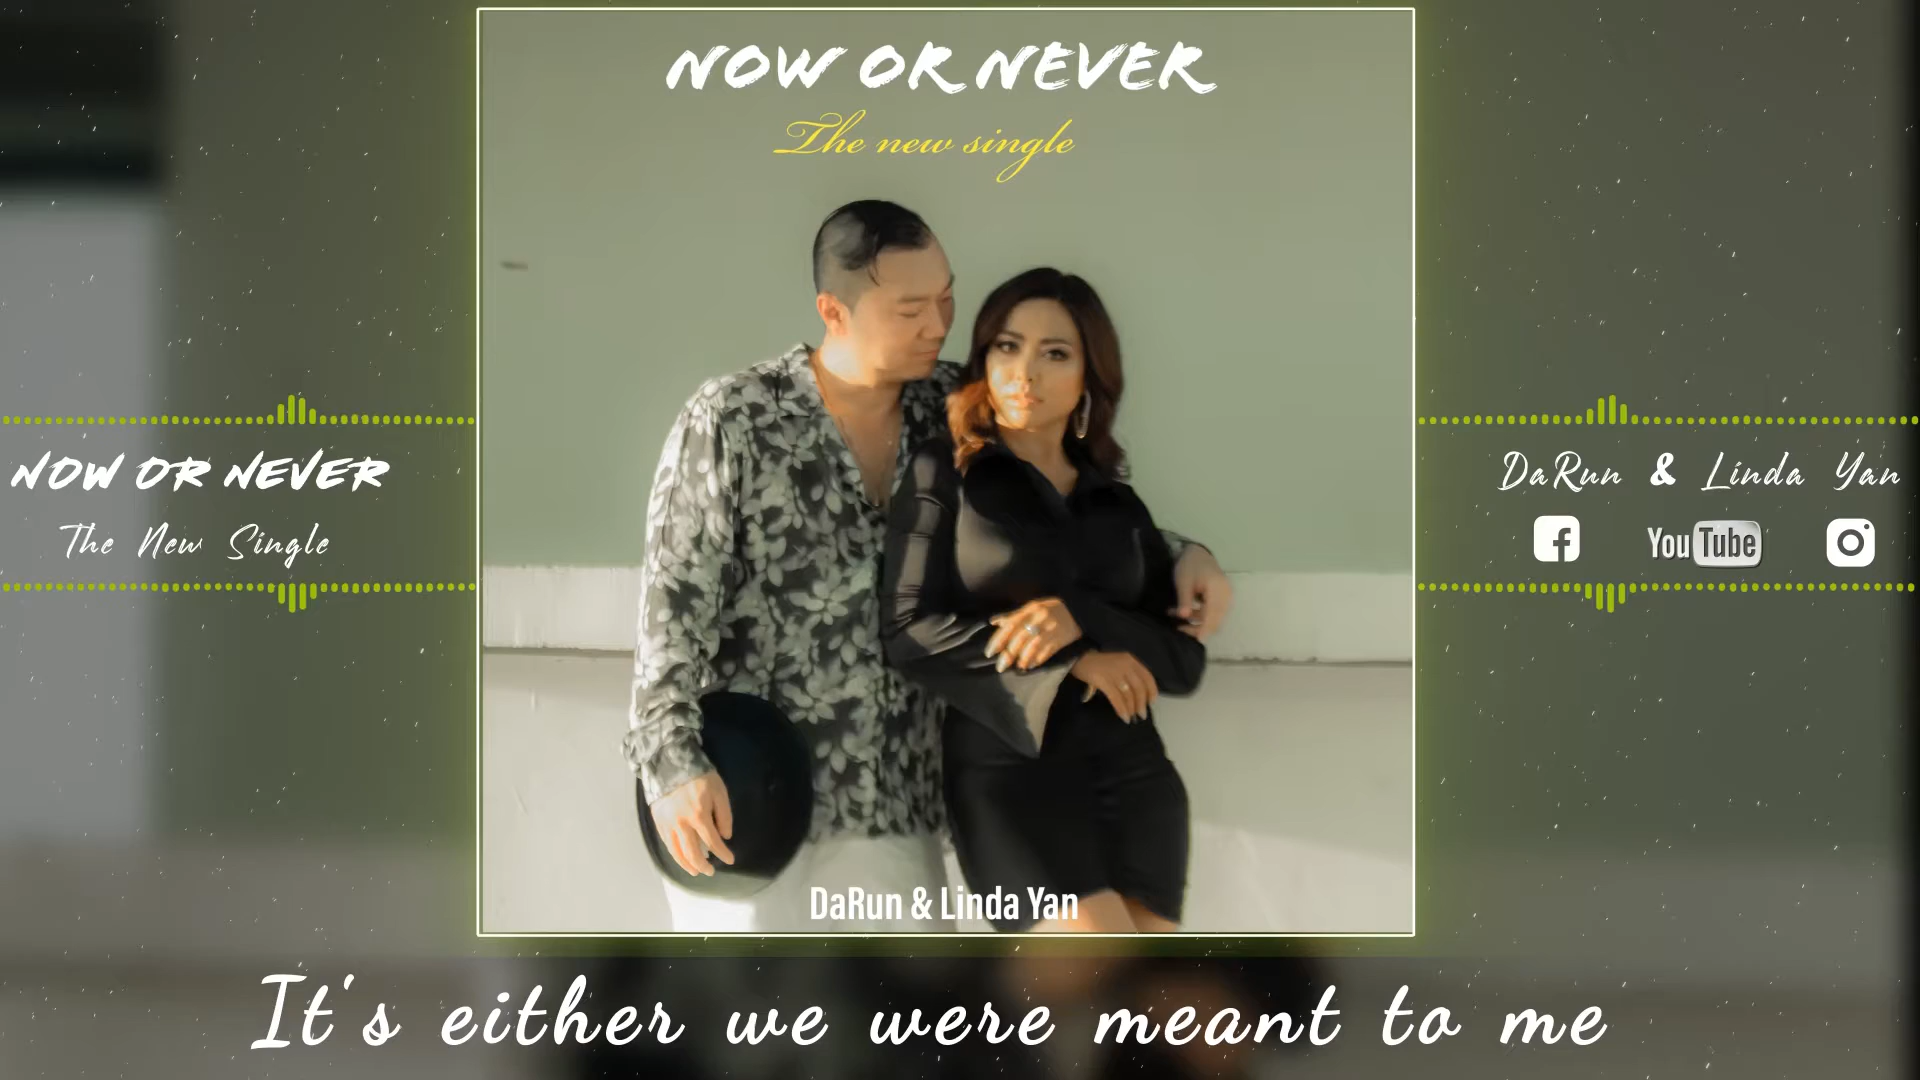 NOW OR NEVER
The new single
NOW OR NEVER
The New Single
DaRun & Linda Yan
YouTube
DaRun & Linda Yan
It's either we were meant to me